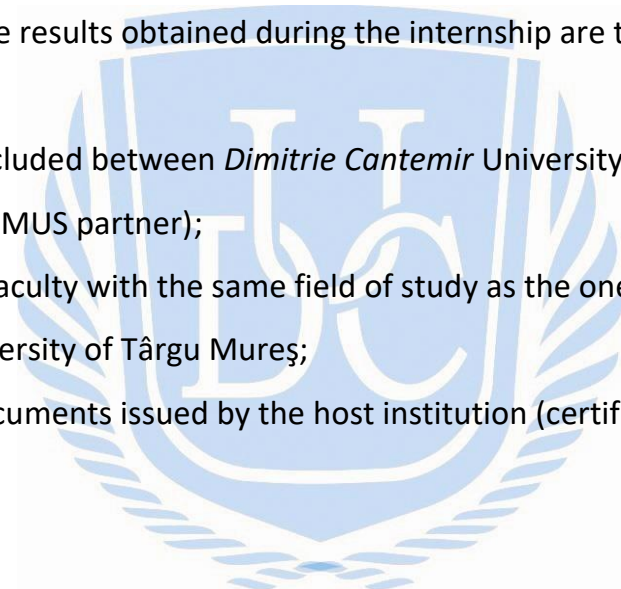 e results obtained during the internship are t
cluded between Dimitrie Cantemir University
MUS partner);
aculty with the same field of study as the one
ersity of Târgu Mureş;
cuments issued by the host institution (certif
UDC